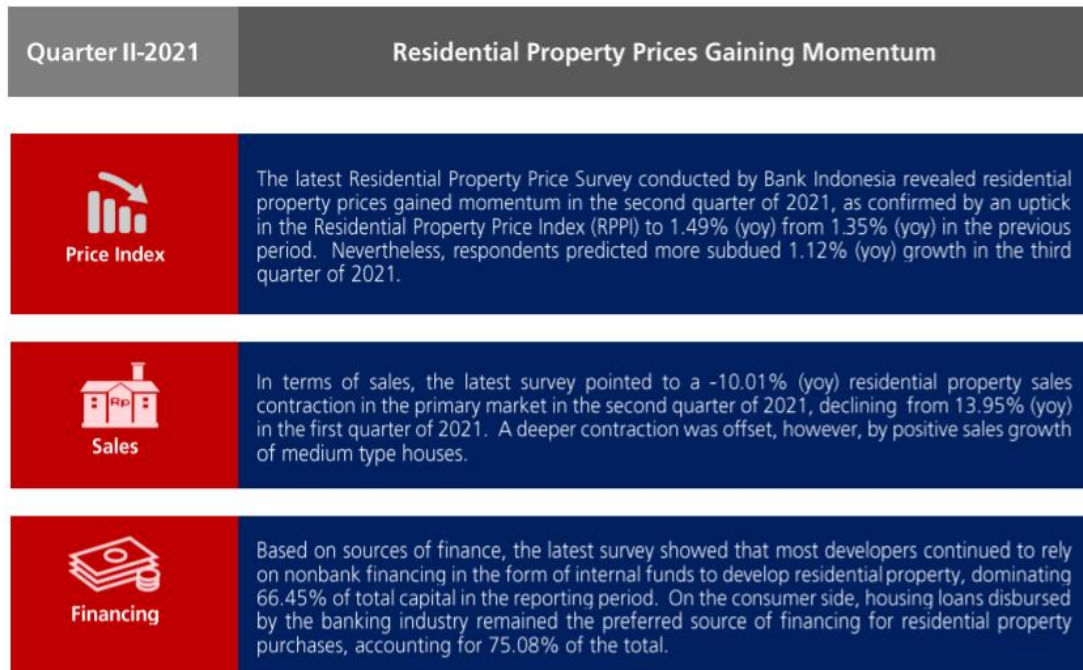 Quarter II-2021
Residential Property Prices Gaining Momentum
Price Index
The latest Residential Property Price Survey conducted by Bank Indonesia revealed residential
property prices gained momentum in the second quarter of 2021, as confirmed by an uptick
in the Residential Property Price Index (RPPI) to 1.49% (yoy) from 1.35% (yoy) in the previous
period. Nevertheless, respondents predicted more subdued 1.12% (yoy) growth in the third
quarter of 2021.
Rp
Sales
In terms of sales, the latest survey pointed to a -10.01% (yoy) residential property sales
contraction in the primary market in the second quarter of 2021, declining from 13.95% (yoy)
in the first quarter of 2021. A deeper contraction was offset, however, by positive sales growth
of medium type houses.
Financing
Based on sources of finance, the latest survey showed that most developers continued to rely
on nonbank financing in the form of internal funds to develop residential property, dominating
66.45% of total capital in the reporting period. On the consumer side, housing loans disbursed
by the banking industry remained the preferred source of financing for residential property
purchases, accounting for 75.08% of the total.